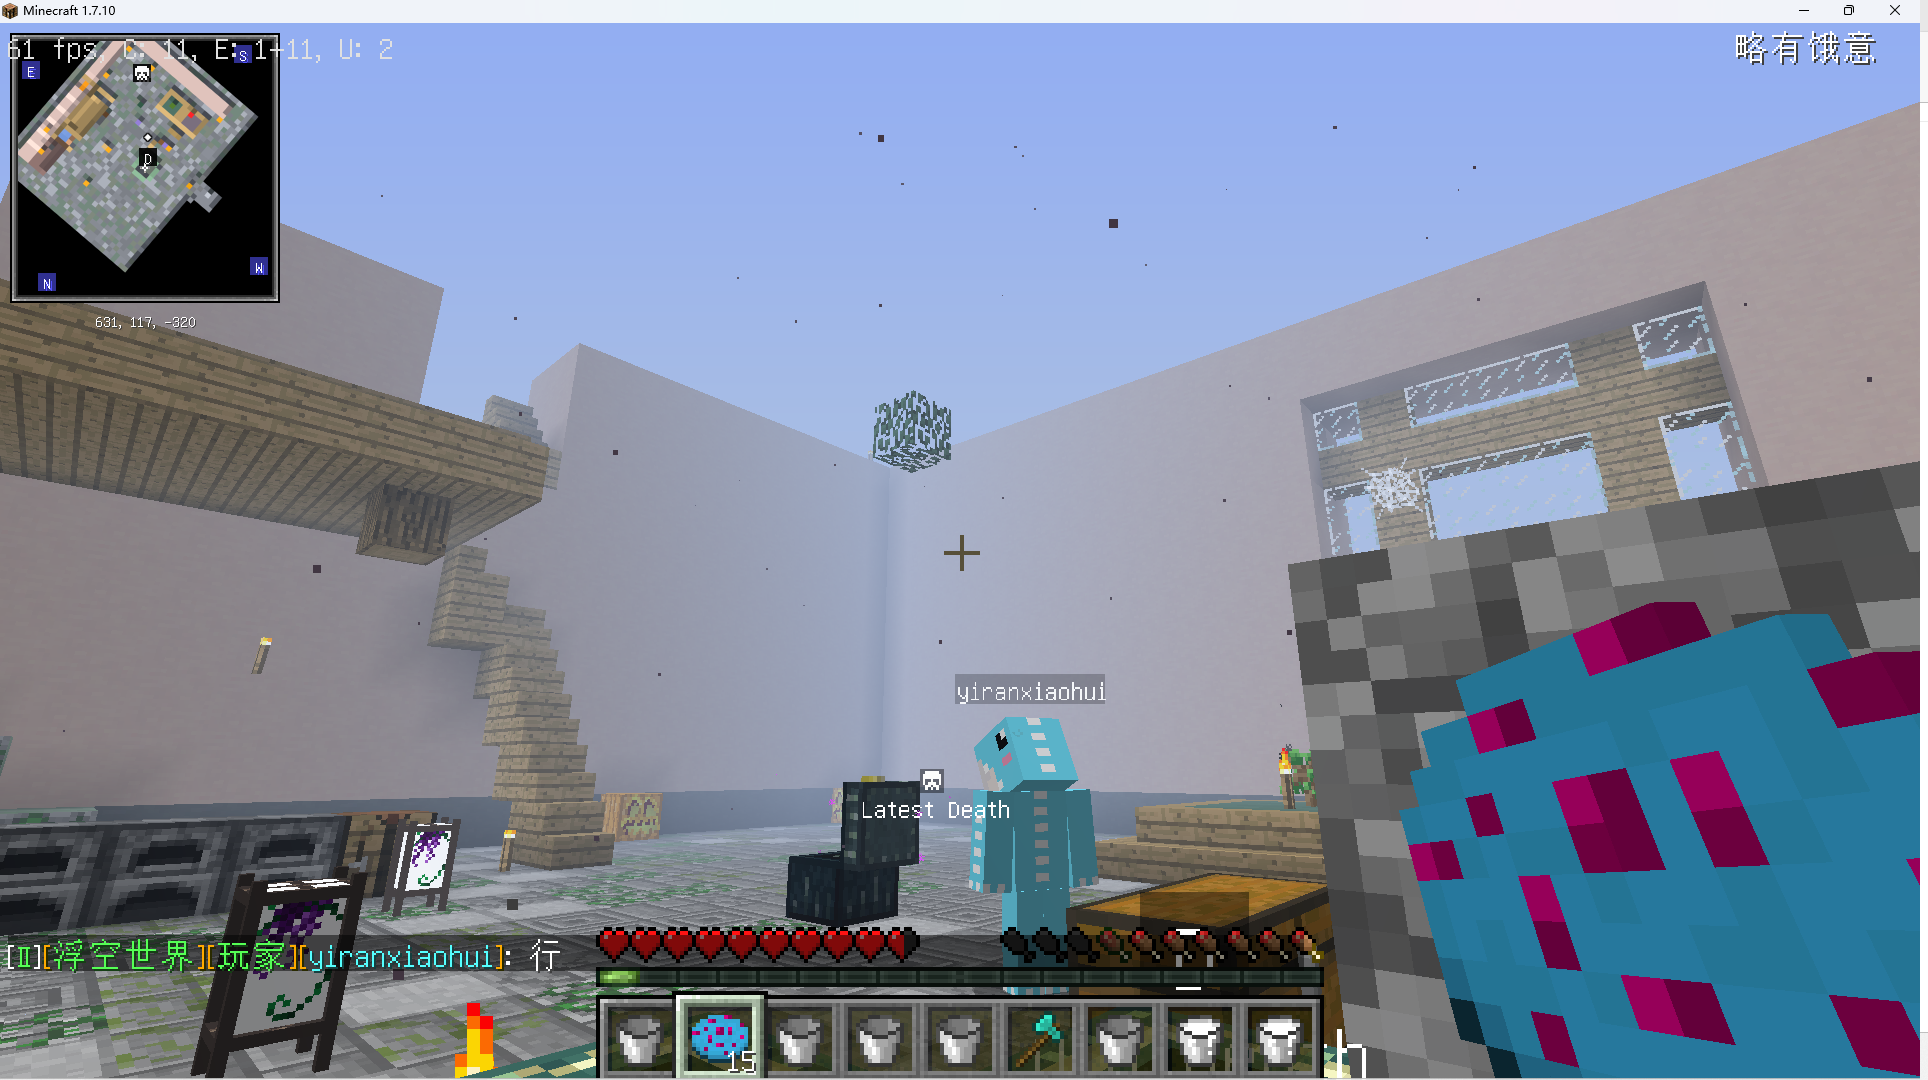 Minecraft 1.7.10
61 fps, C: 11, E: 1+11, U: 2
略有饿意
E
S
D
W
N
631, 117, -320
yiranxiaohui
Latest Death
[Ⅱ][浮空世界][玩家][yiranxiaohui]: 行
15